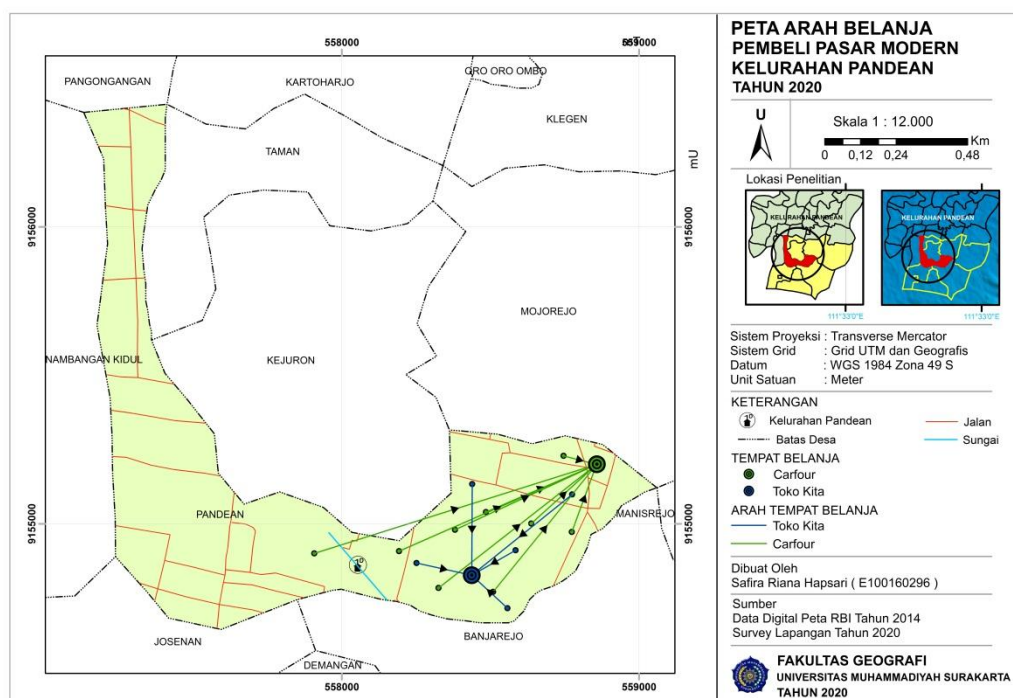 558000
559000
PANGONGANGAN
KARTOHARJO
ORO ORO OMBO
KLEGEN
TAMAN
mU
9156000
9156000
MOJOREJO
NAMBANGAN KIDUL
KEJURON
PANDEAN
MANISREJO
9155000
9155000
JOSENAN
BANJAREJO
DEMANGAN
558000
559000
PETA ARAH BELANJA
PEMBELI PASAR MODERN
KELURAHAN PANDEAN
TAHUN 2020
U
Skala 1 : 12.000
Km
0 0,12 0,24 0,48
Lokasi Penelitian
KELURAHAN PANDEAN
KELURAHAN PANDEAN
111°33'0"E
111°33'0"E
Sistem Proyeksi : Transverse Mercator
Sistem Grid : Grid UTM dan Geografis
Datum : WGS 1984 Zona 49 S
Unit Satuan : Meter
KETERANGAN
Kelurahan Pandean
Jalan
Batas Desa
Sungai
TEMPAT BELANJA
Carfour
Toko Kita
ARAH TEMPAT BELANJA
Toko Kita
Carfour
Dibuat Oleh
Safira Riana Hapsari ( E100160296 )
Sumber
Data Digital Peta RBI Tahun 2014
Survey Lapangan Tahun 2020
FAKULTAS GEOGRAFI
UNIVERSITAS MUHAMMADIYAH SURAKARTA
TAHUN 2020